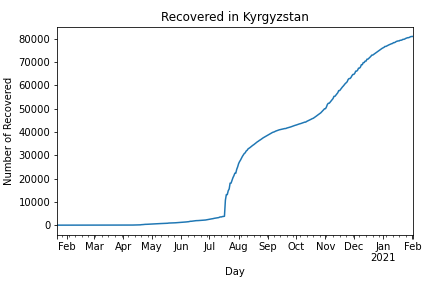 Recovered in Kyrgyzstan
Number of Recovered
80000
70000
60000
50000
40000
30000
20000
10000
0
Feb Mar Apr May Jun Jul Aug Sep Oct Nov Dec Jan Feb
2021
Day